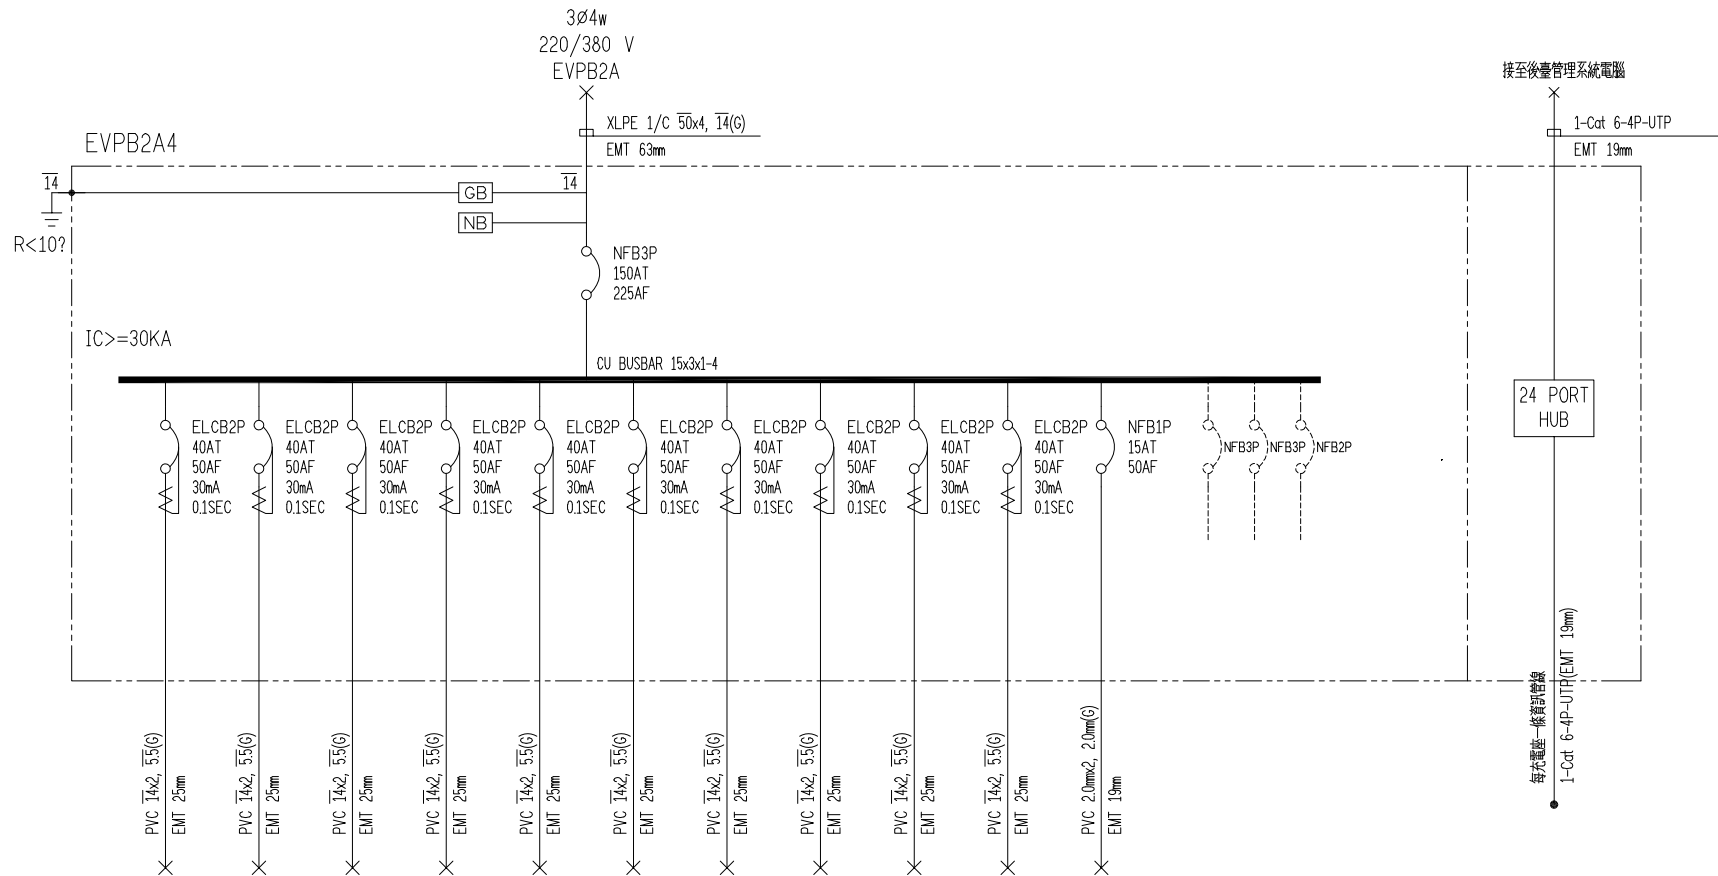 3Ø4w
220/380 V
EVPB2A
接至後臺管理系統電腦
XLPE 1/C 50x4, 14(G)
EMT 63mm
1-Cat 6-4P-UTP
EMT 19mm
EVPB2A4
14
GB
14
NB
R<10?
NFB3P
150AT
225AF
IC>=30KA
CU BUSBAR 15x3x1-4
24 PORT
HUB
ELCB2P
40AT
50AF
30mA
0.1SEC
ELCB2P
40AT
50AF
30mA
0.1SEC
ELCB2P
40AT
50AF
30mA
0.1SEC
ELCB2P
40AT
50AF
30mA
0.1SEC
ELCB2P
40AT
50AF
30mA
0.1SEC
ELCB2P
40AT
50AF
30mA
0.1SEC
ELCB2P
40AT
50AF
30mA
0.1SEC
ELCB2P
40AT
50AF
30mA
0.1SEC
ELCB2P
40AT
50AF
30mA
0.1SEC
ELCB2P
40AT
50AF
30mA
0.1SEC
NFB1P
15AT
50AF
NFB3P
NFB3P
NFB2P
PVC 14x2, 5.5(G)
EMT 25mm
PVC 14x2, 5.5(G)
EMT 25mm
PVC 14x2, 5.5(G)
EMT 25mm
PVC 14x2, 5.5(G)
EMT 25mm
PVC 14x2, 5.5(G)
EMT 25mm
PVC 14x2, 5.5(G)
EMT 25mm
PVC 14x2, 5.5(G)
EMT 25mm
PVC 14x2, 5.5(G)
EMT 25mm
PVC 14x2, 5.5(G)
EMT 25mm
PVC 14x2, 5.5(G)
EMT 25mm
PVC 2.0mmx2, 2.0mm(G)
EMT 19mm
每充電座一條資訊管線
1-Cat 6-4P-UTP(EMT 19mm)